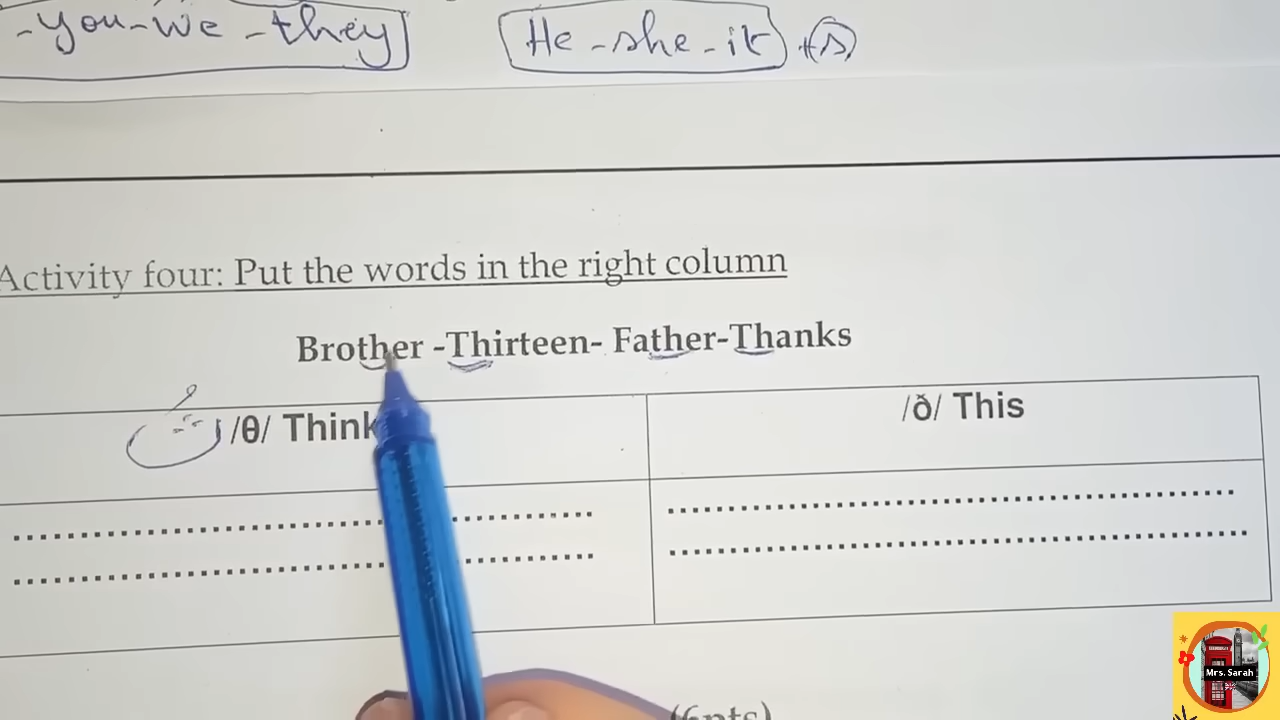 -you-we-they He-she-it +(s)
Activity four: Put the words in the right column
Brother -Thirteen- Father-Thanks
/θ/ Think /ð/ This
(6pts)
Mrs. Sarah